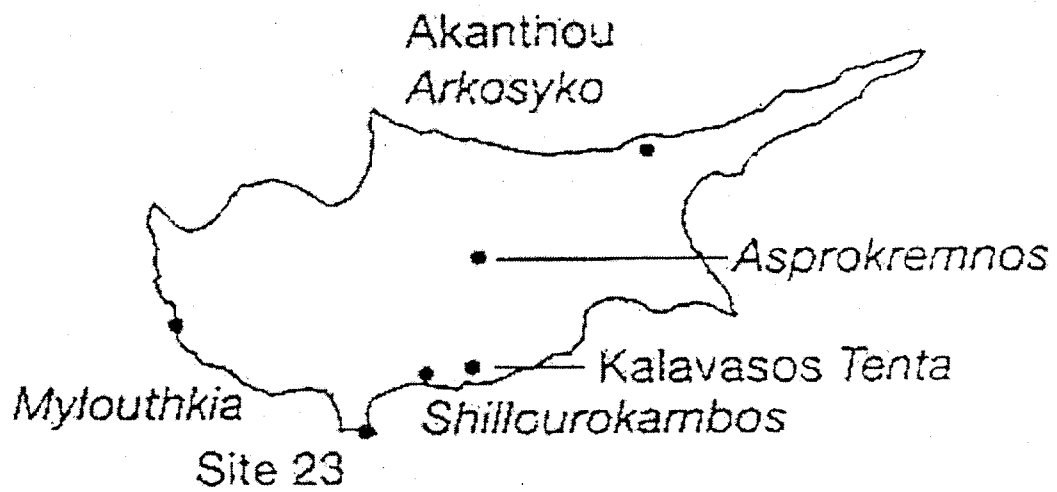 Akanthou
Arkosyko
Asprokremnos
Kalavasos Tenta
Mylouthkia
Shillourokambos
Site 23